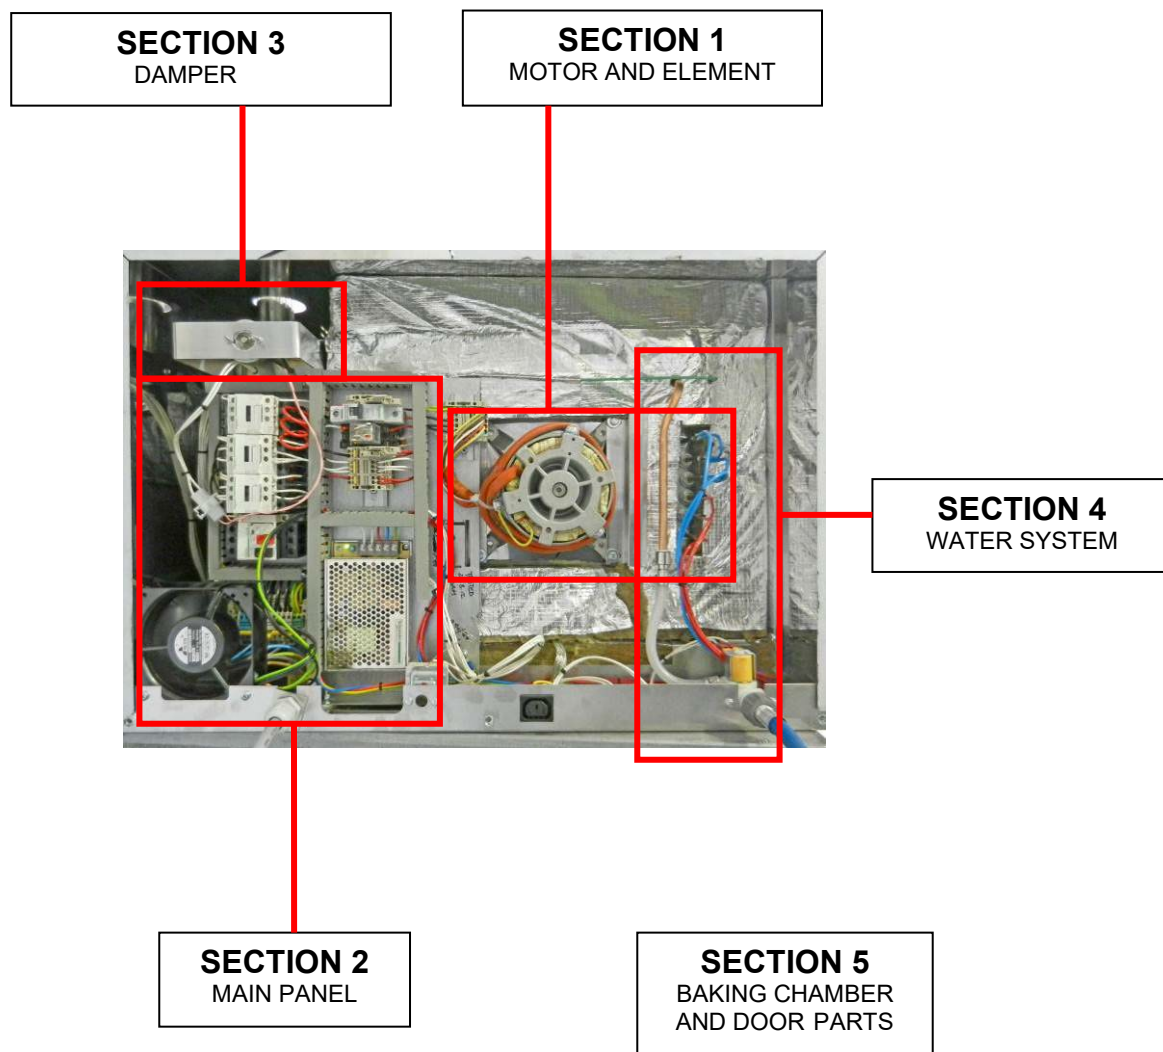 SECTION 3
DAMPER
SECTION 1
MOTOR AND ELEMENT
SECTION 4
WATER SYSTEM
SECTION 2
MAIN PANEL
SECTION 5
BAKING CHAMBER
AND DOOR PARTS